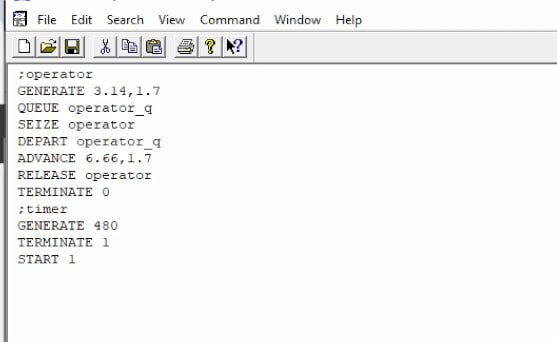 File Edit Search View Command Window Help
;operator
GENERATE 3.14,1.7
QUEUE operator_q
SEIZE operator
DEPART operator_q
ADVANCE 6.66,1.7
RELEASE operator
TERMINATE 0
;timer
GENERATE 480
TERMINATE 1
START 1